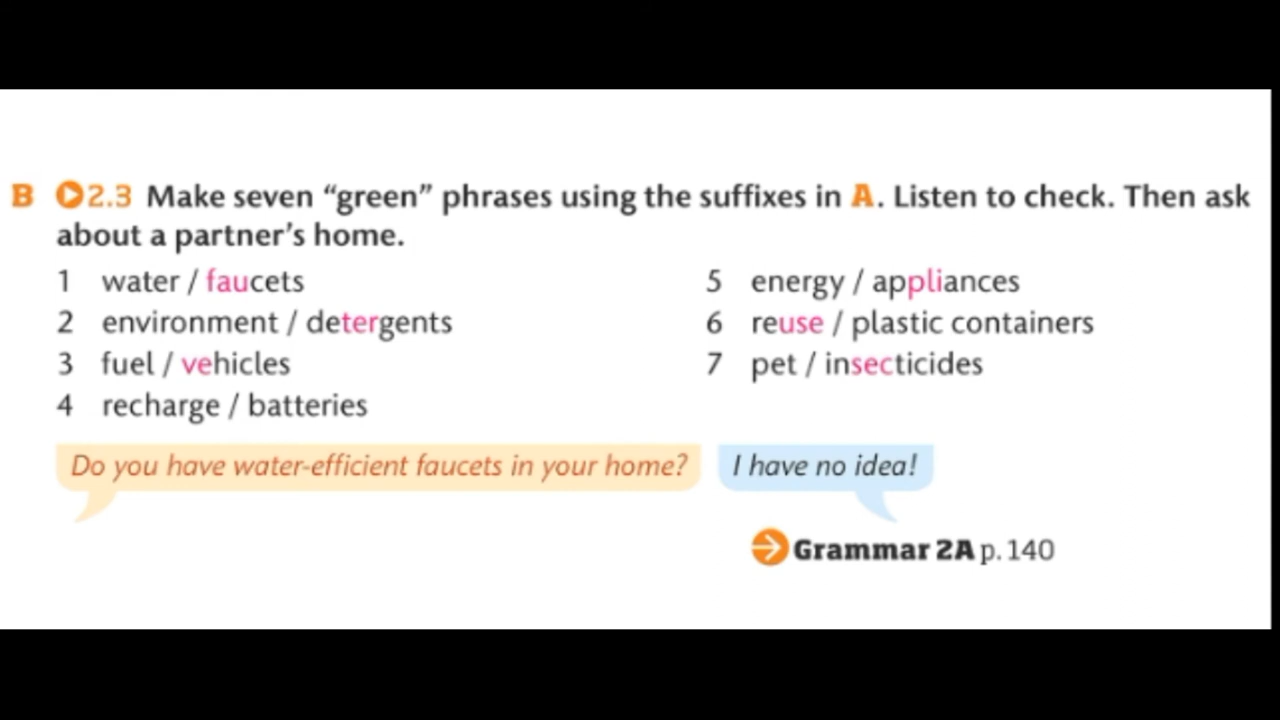 B 2.3 Make seven “green” phrases using the suffixes in A. Listen to check. Then ask
about a partner’s home.
1 water / faucets
2 environment / detergents
3 fuel / vehicles
4 recharge / batteries
5 energy / appliances
6 reuse / plastic containers
7 pet / insecticides
Do you have water-efficient faucets in your home?
I have no idea!
Grammar 2A p. 140